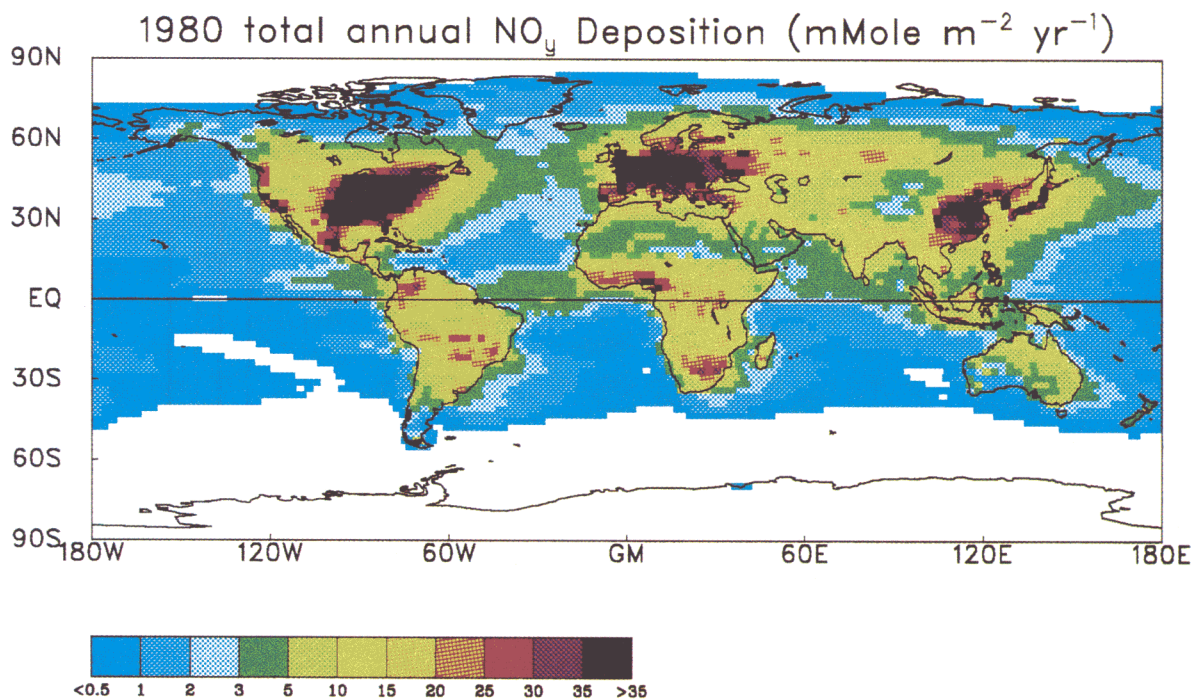 1980 total annual NOy Deposition (mMole m−2 yr−1)
90N
60N
30N
EQ
30S
60S
90S
180W 120W 60W GM 60E 120E 180E
<0.5 1 2 3 5 10 15 20 25 30 35 >35